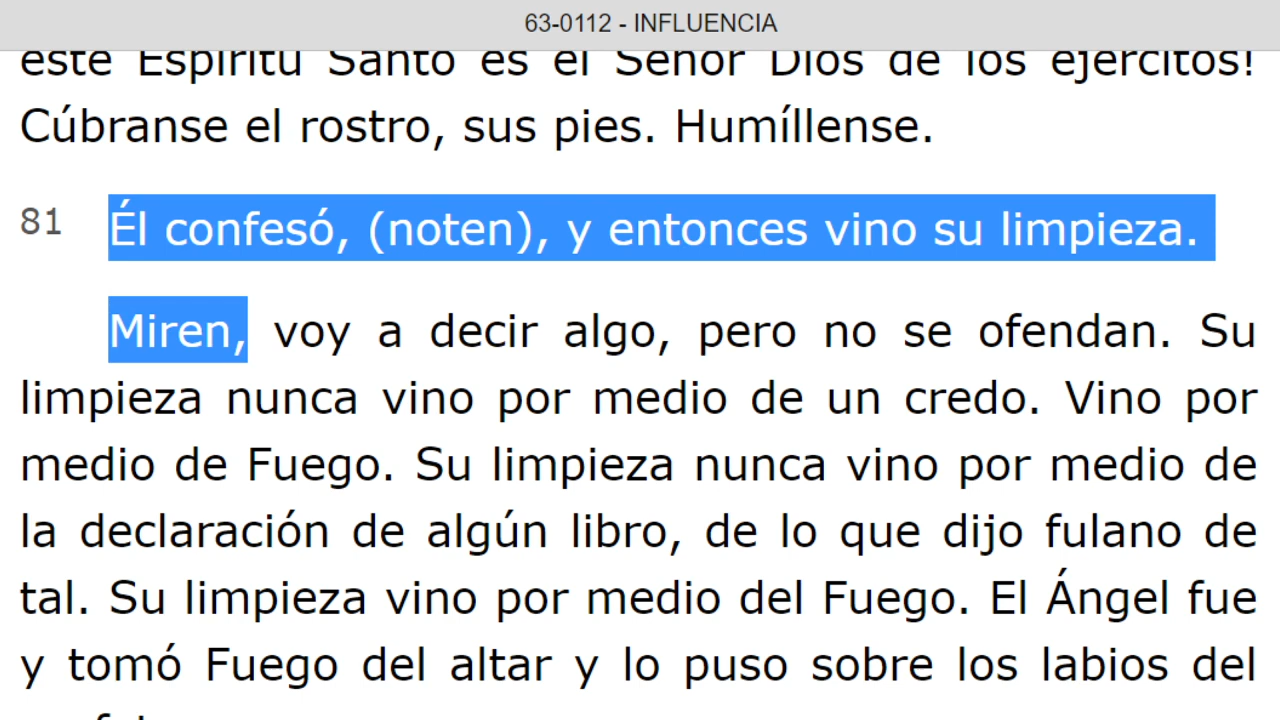 63-0112 - INFLUENCIA
este Espíritu Santo es el Señor Dios de los ejércitos!
Cúbranse el rostro, sus pies. Humíllense.
81 Él confesó, (noten), y entonces vino su limpieza.
Miren, voy a decir algo, pero no se ofendan. Su
limpieza nunca vino por medio de un credo. Vino por
medio de Fuego. Su limpieza nunca vino por medio de
la declaración de algún libro, de lo que dijo fulano de
tal. Su limpieza vino por medio del Fuego. El Ángel fue
y tomó Fuego del altar y lo puso sobre los labios del